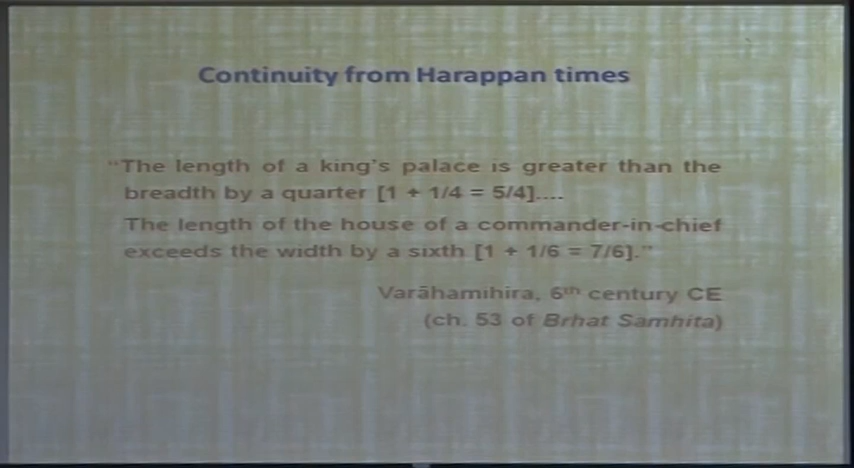 Continuity from Harappan times
"The length of a king's palace is greater than the
breadth by a quarter [1 + 1/4 = 5/4]....
The length of the house of a commander-in-chief
exceeds the width by a sixth [1 + 1/6 = 7/6]."
Varāhamihira, 6th century CE
(ch. 53 of Brhat Samhita)